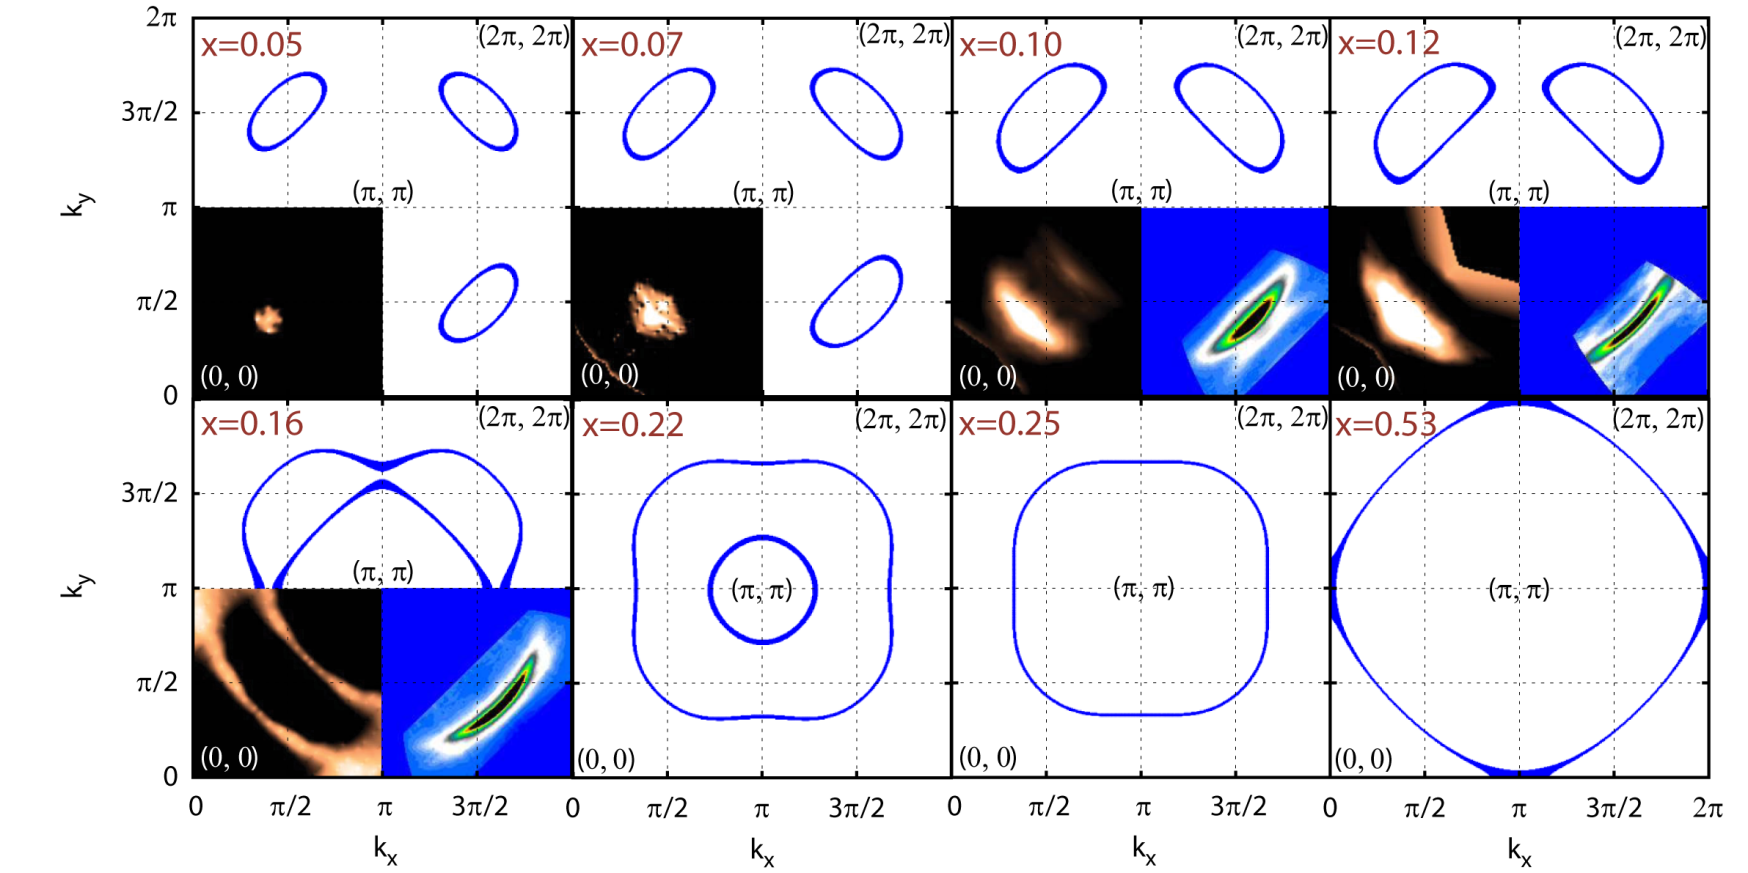 2π
3π/2
k_y
π
π/2
0
x=0.05
(2π, 2π)
(π, π)
(0, 0)
x=0.07
(2π, 2π)
(π, π)
(0, 0)
x=0.10
(2π, 2π)
(π, π)
(0, 0)
x=0.12
(2π, 2π)
(π, π)
(0, 0)
3π/2
k_y
π
π/2
0
x=0.16
(2π, 2π)
(π, π)
(0, 0)
x=0.22
(2π, 2π)
(π, π)
(0, 0)
x=0.25
(2π, 2π)
(π, π)
(0, 0)
x=0.53
(2π, 2π)
(π, π)
(0, 0)
0 π/2 π 3π/2 0 π/2 π 3π/2 0 π/2 π 3π/2 0 π/2 π 3π/2 2π
k_x k_x k_x k_x